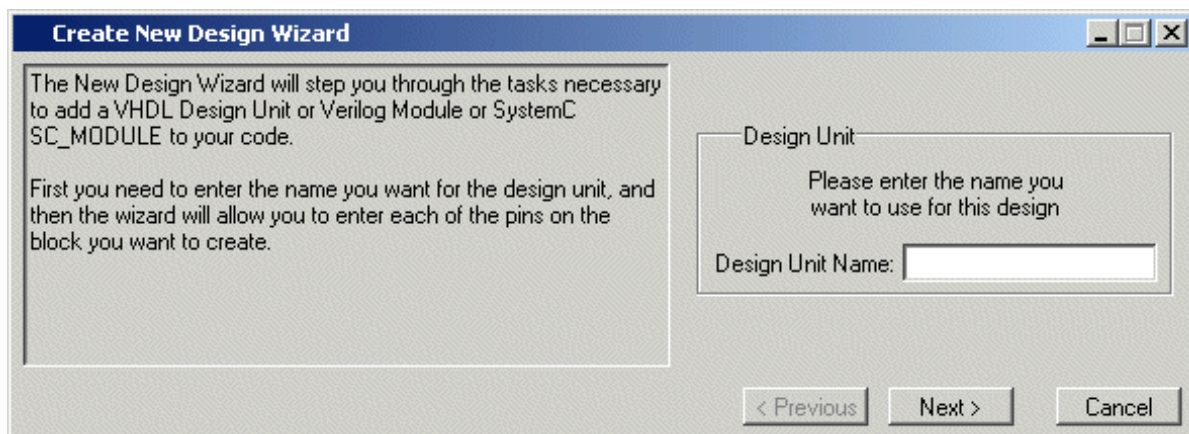 Create New Design Wizard
The New Design Wizard will step you through the tasks necessary
to add a VHDL Design Unit or Verilog Module or SystemC
SC_MODULE to your code.
First you need to enter the name you want for the design unit, and
then the wizard will allow you to enter each of the pins on the
block you want to create.
Design Unit
Please enter the name you
want to use for this design
Design Unit Name:
< Previous
Next >
Cancel